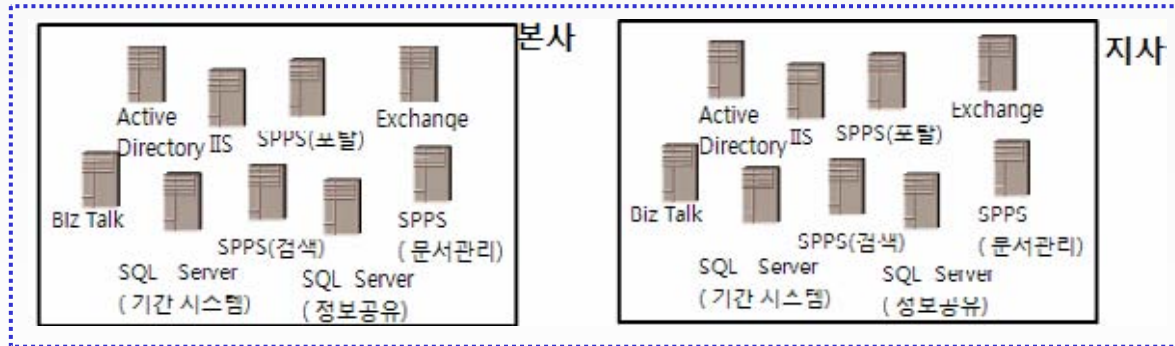 본사
Active
Directory
IIS
SPPS(포탈)
Exchange
Biz Talk
SQL Server
( 기간 시스템)
SPPS(검색)
SQL Server
( 정보공유)
SPPS
( 문서관리)
지사
Active
Directory
IIS
SPPS(포탈)
Exchange
Biz Talk
SQL Server
( 기간 시스템)
SPPS(검색)
SQL Server
( 성보공유)
SPPS
( 문서관리)